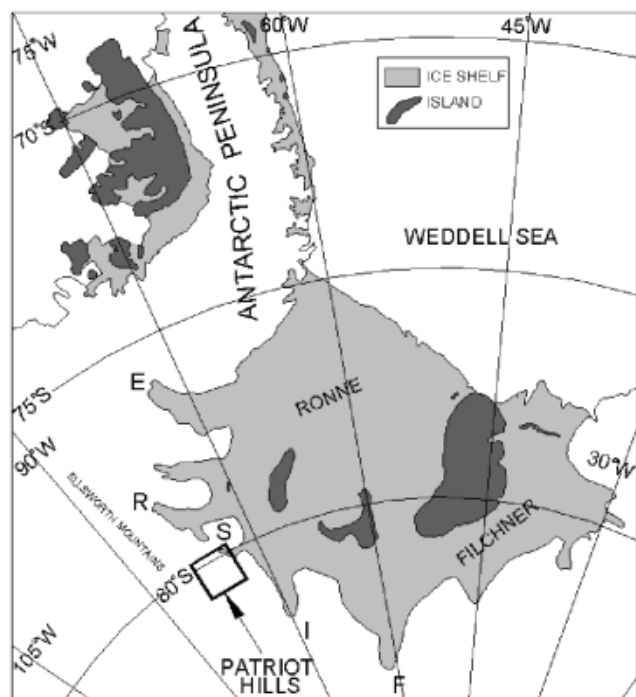 60°W
45°W
75°W
ICE SHELF
ISLAND
70°S
ANTARCTIC PENINSULA
WEDDELL SEA
E
RONNE
75°S
90°W
30°W
ELLSWORTH MOUNTAINS
R
S
FILCHNER
80°S
105°W
I
PATRIOT
HILLS
F